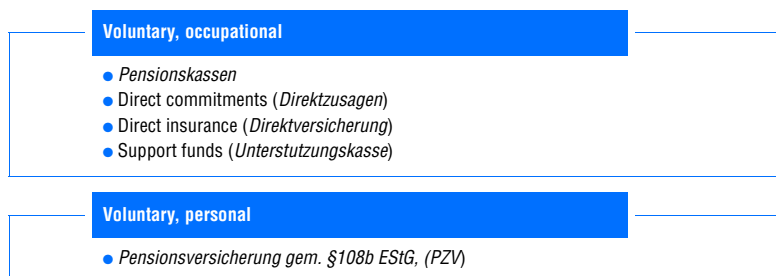 Voluntary, occupational
● Pensionskassen
● Direct commitments (Direktzusagen)
● Direct insurance (Direktversicherung)
● Support funds (Unterstutzungskasse)
Voluntary, personal
● Pensionsversicherung gem. §108b EStG, (PZV)